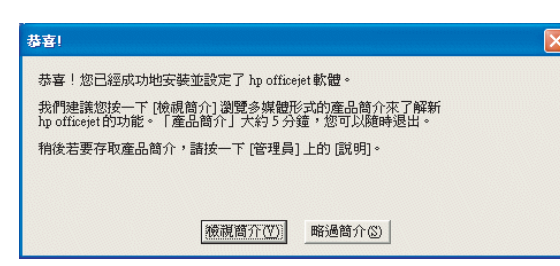 恭喜!
恭喜！您已經成功地安裝並設定了 hp officejet 軟體。
我們建議您按一下 [檢視簡介] 瀏覽多媒體形式的產品簡介來了解新
hp officejet 的功能。「產品簡介」大約 5 分鐘，您可以隨時退出。
稍後若要存取產品簡介，請按一下 [管理員] 上的 [說明]。
檢視簡介(V) 略過簡介(S)